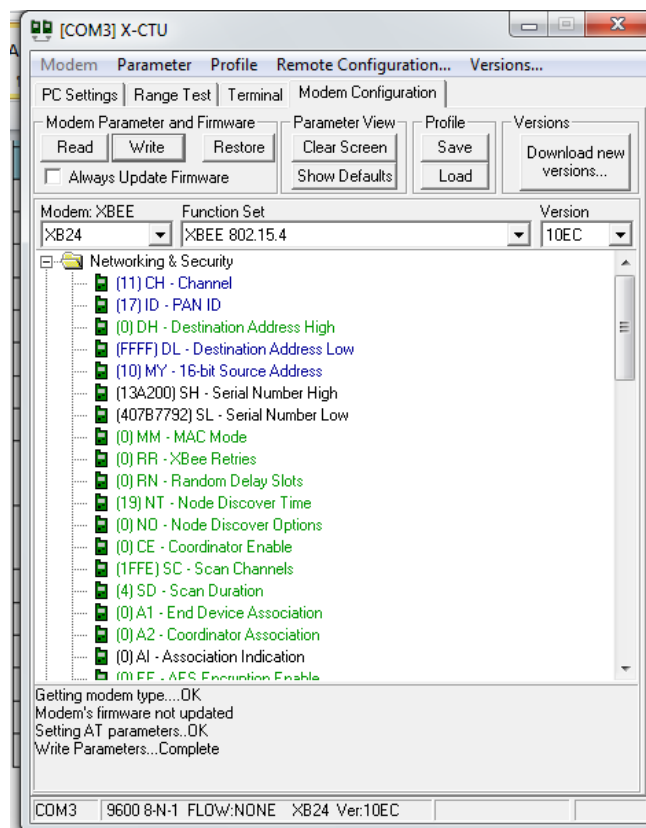 [COM3] X-CTU
Modem Parameter Profile Remote Configuration... Versions...
PC Settings Range Test Terminal Modem Configuration
Modem Parameter and Firmware Parameter View Profile Versions
Read Write Restore Clear Screen Save Download new versions...
Always Update Firmware Show Defaults Load
Modem: XBEE Function Set Version
XB24 XBEE 802.15.4 10EC
Networking & Security
(11) CH - Channel
(17) ID - PAN ID
(0) DH - Destination Address High
(FFFF) DL - Destination Address Low
(10) MY - 16-bit Source Address
(13A200) SH - Serial Number High
(407B7792) SL - Serial Number Low
(0) MM - MAC Mode
(0) RR - XBee Retries
(0) RN - Random Delay Slots
(19) NT - Node Discover Time
(0) NO - Node Discover Options
(0) CE - Coordinator Enable
(1FFE) SC - Scan Channels
(4) SD - Scan Duration
(0) A1 - End Device Association
(0) A2 - Coordinator Association
(0) AI - Association Indication
(0) EE - AES Encryption Enable
Getting modem type....OK
Modem's firmware not updated
Setting AT parameters..OK
Write Parameters...Complete
COM3 9600 8-N-1 FLOW:NONE XB24 Ver:10EC